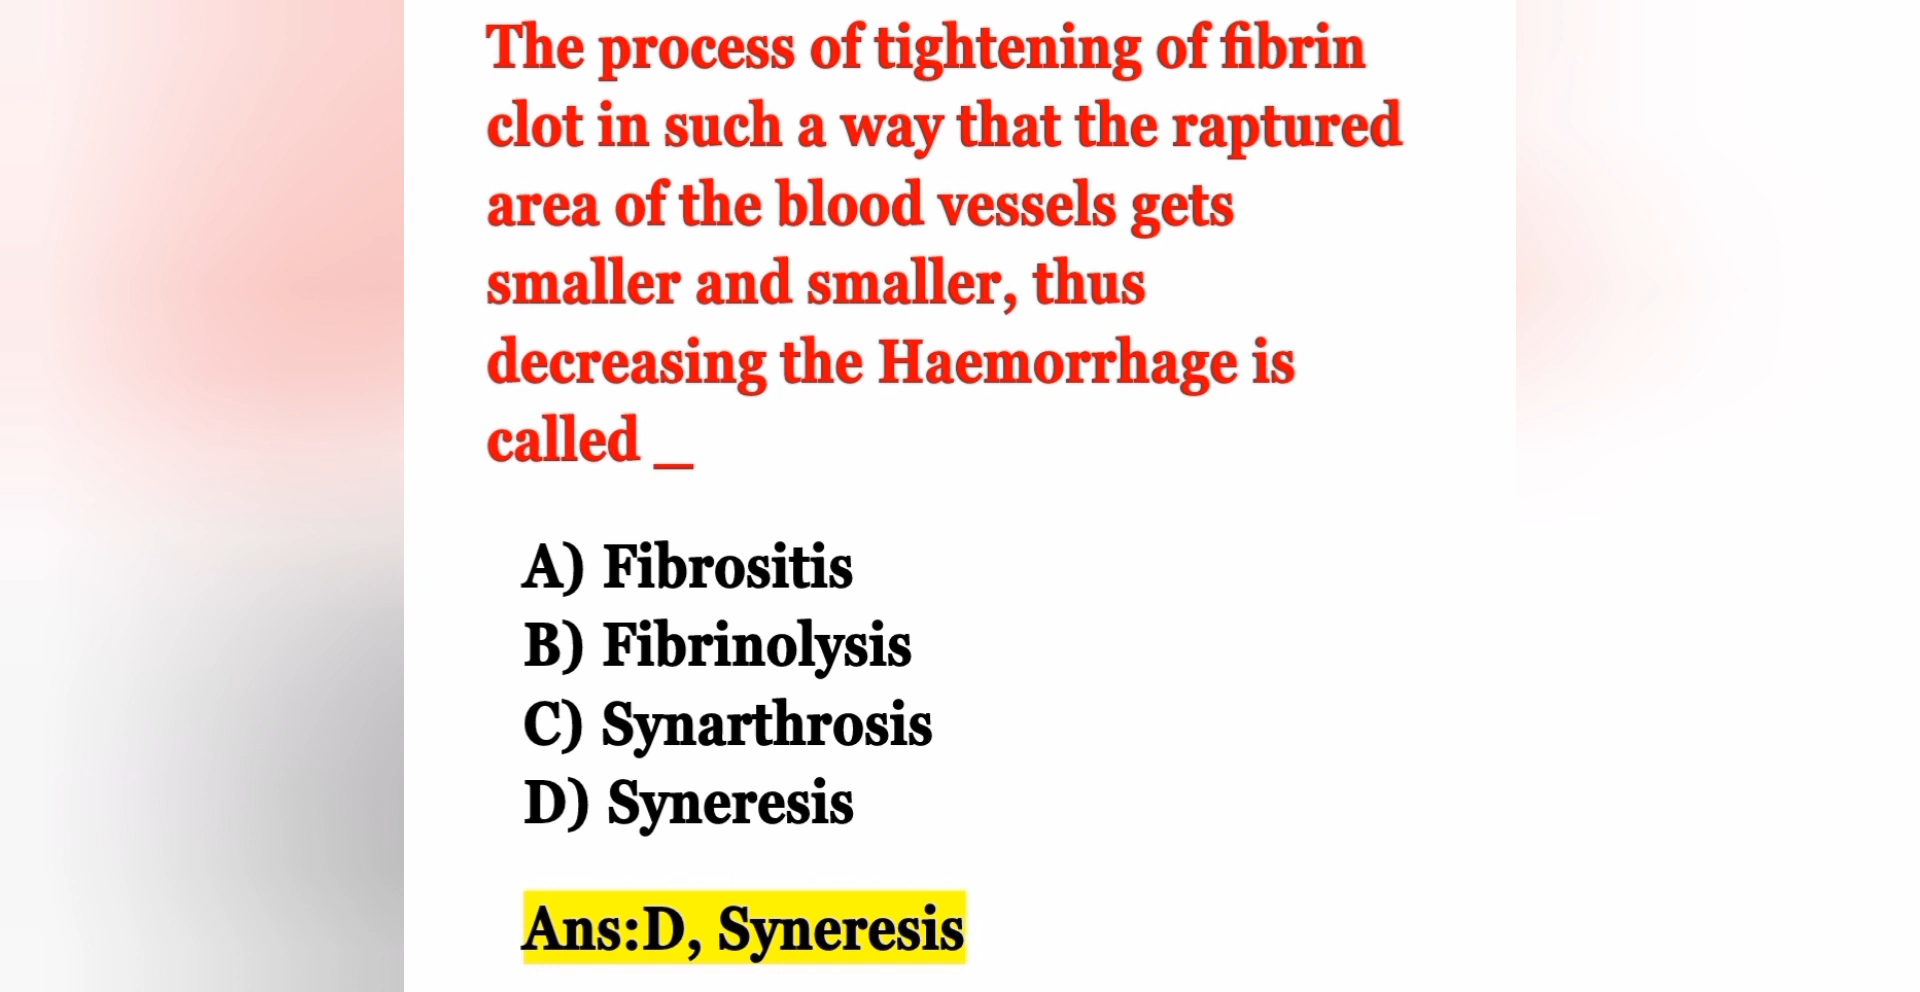 The process of tightening of fibrin
clot in such a way that the raptured
area of the blood vessels gets
smaller and smaller, thus
decreasing the Haemorrhage is
called _
A) Fibrositis
B) Fibrinolysis
C) Synarthrosis
D) Syneresis
Ans:D, Syneresis